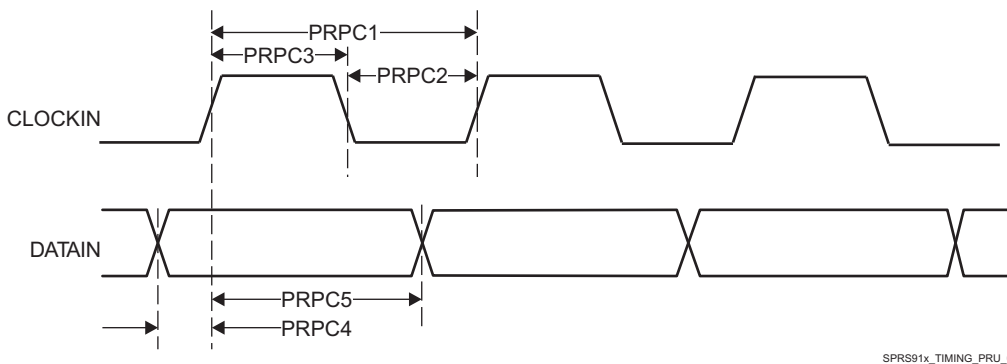 PRPC1
PRPC3
PRPC2
CLOCKIN
DATAIN
PRPC5
PRPC4
SPRS91x_TIMING_PRU_